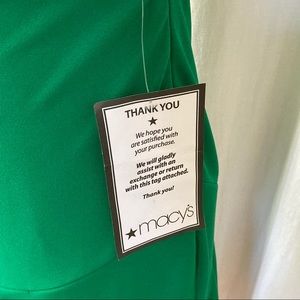 THANK YOU
★
We hope you
are satisfied with
your purchase.
We will gladly
assist with an
exchange or return
with this tag attached.
Thank you!
★macy's